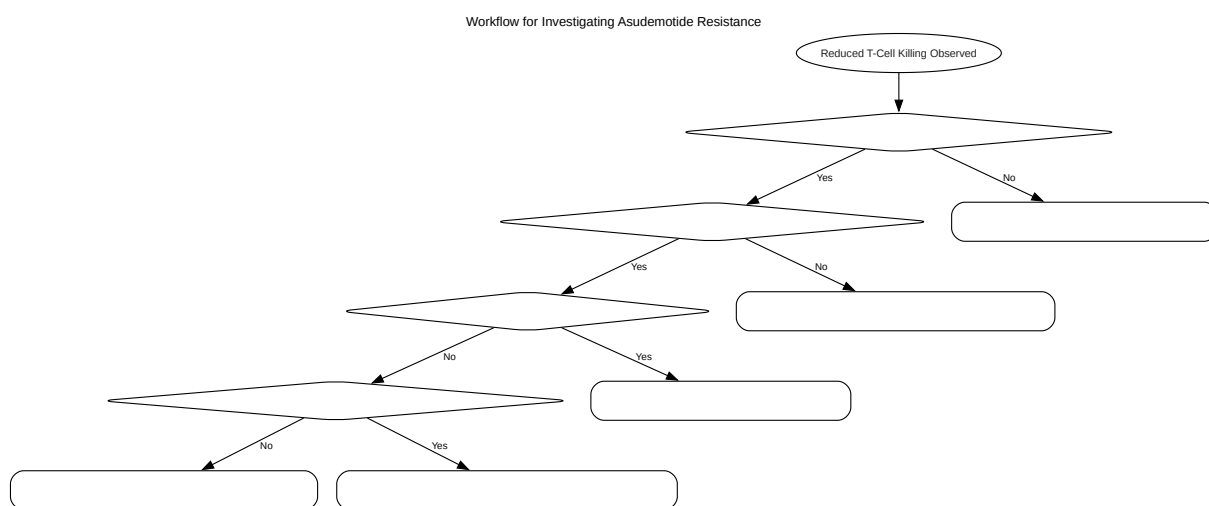 Workflow for Investigating Asudemotide Resistance
Reduced T-Cell Killing Observed
Yes
No
Yes
No
No
Yes
No
Yes